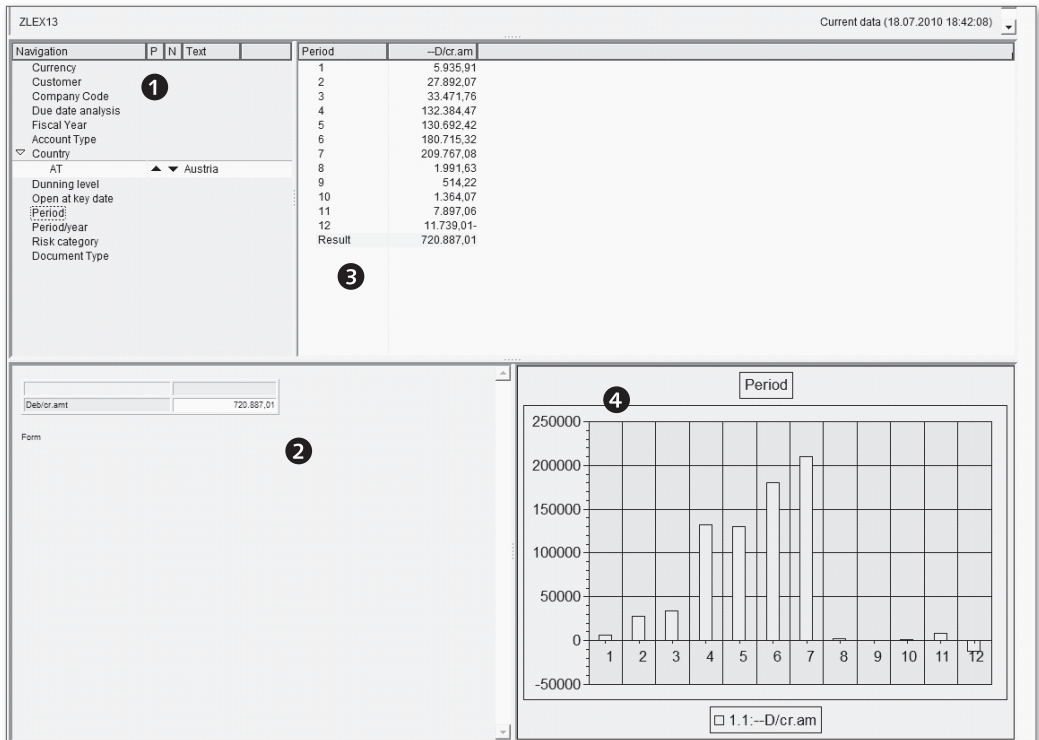 ZLEX13 Current data (18.07.2010 18:42:08)
Navigation P N Text
Currency
Customer
Company Code
Due date analysis
Fiscal Year
Account Type
Country
AT Austria
Dunning level
Open at key date
Period
Period/year
Risk category
Document Type
1
Period --D/cr.am
1 5.935,91
2 27.892,07
3 33.471,76
4 132.384,47
5 130.692,42
6 180.715,32
7 209.767,08
8 1.991,63
9 514,22
10 1.364,07
11 7.897,06
12 11.739,01-
Result 720.887,01
3
Deb/cr.amt 720.887,01
Form
2
Period
4
250000
200000
150000
100000
50000
0
-50000
1 2 3 4 5 6 7 8 9 10 11 12
1.1:--D/cr.am